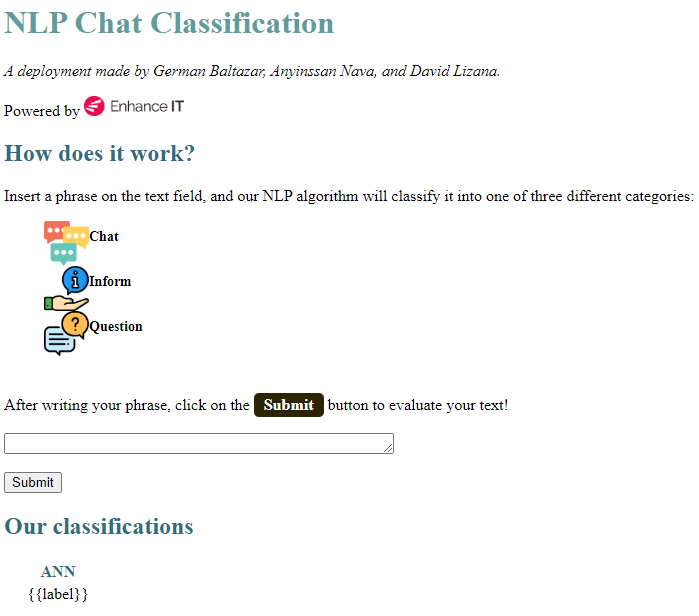 NLP Chat Classification
A deployment made by German Baltazar, Anyinssan Nava, and David Lizana.
Powered by Enhance IT
How does it work?
Insert a phrase on the text field, and our NLP algorithm will classify it into one of three different categories:
Chat
Inform
Question
After writing your phrase, click on the Submit button to evaluate your text!
Submit
Our classifications
ANN
{{label}}